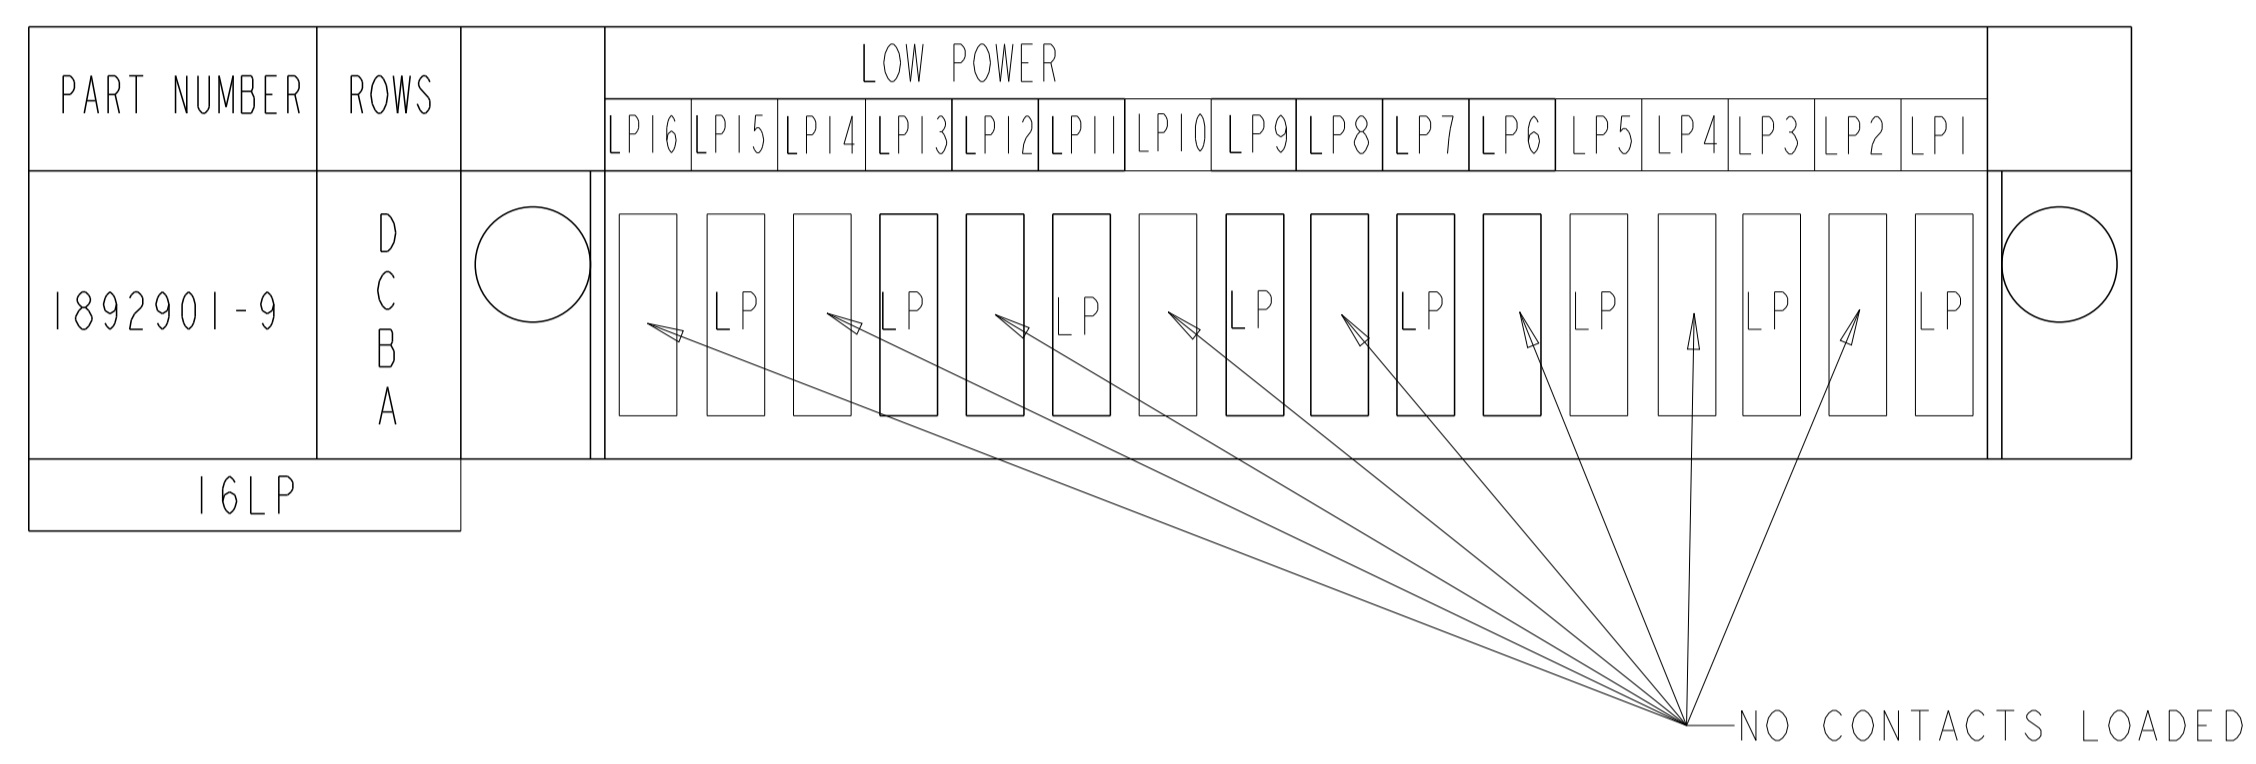 LOW POWER
PART NUMBER ROWS
LP16 LP15 LP14 LP13 LP12 LP11 LP10 LP9 LP8 LP7 LP6 LP5 LP4 LP3 LP2 LP1
D
C
1892901-9 LP LP LP LP LP LP LP LP
B
A
16LP
NO CONTACTS LOADED